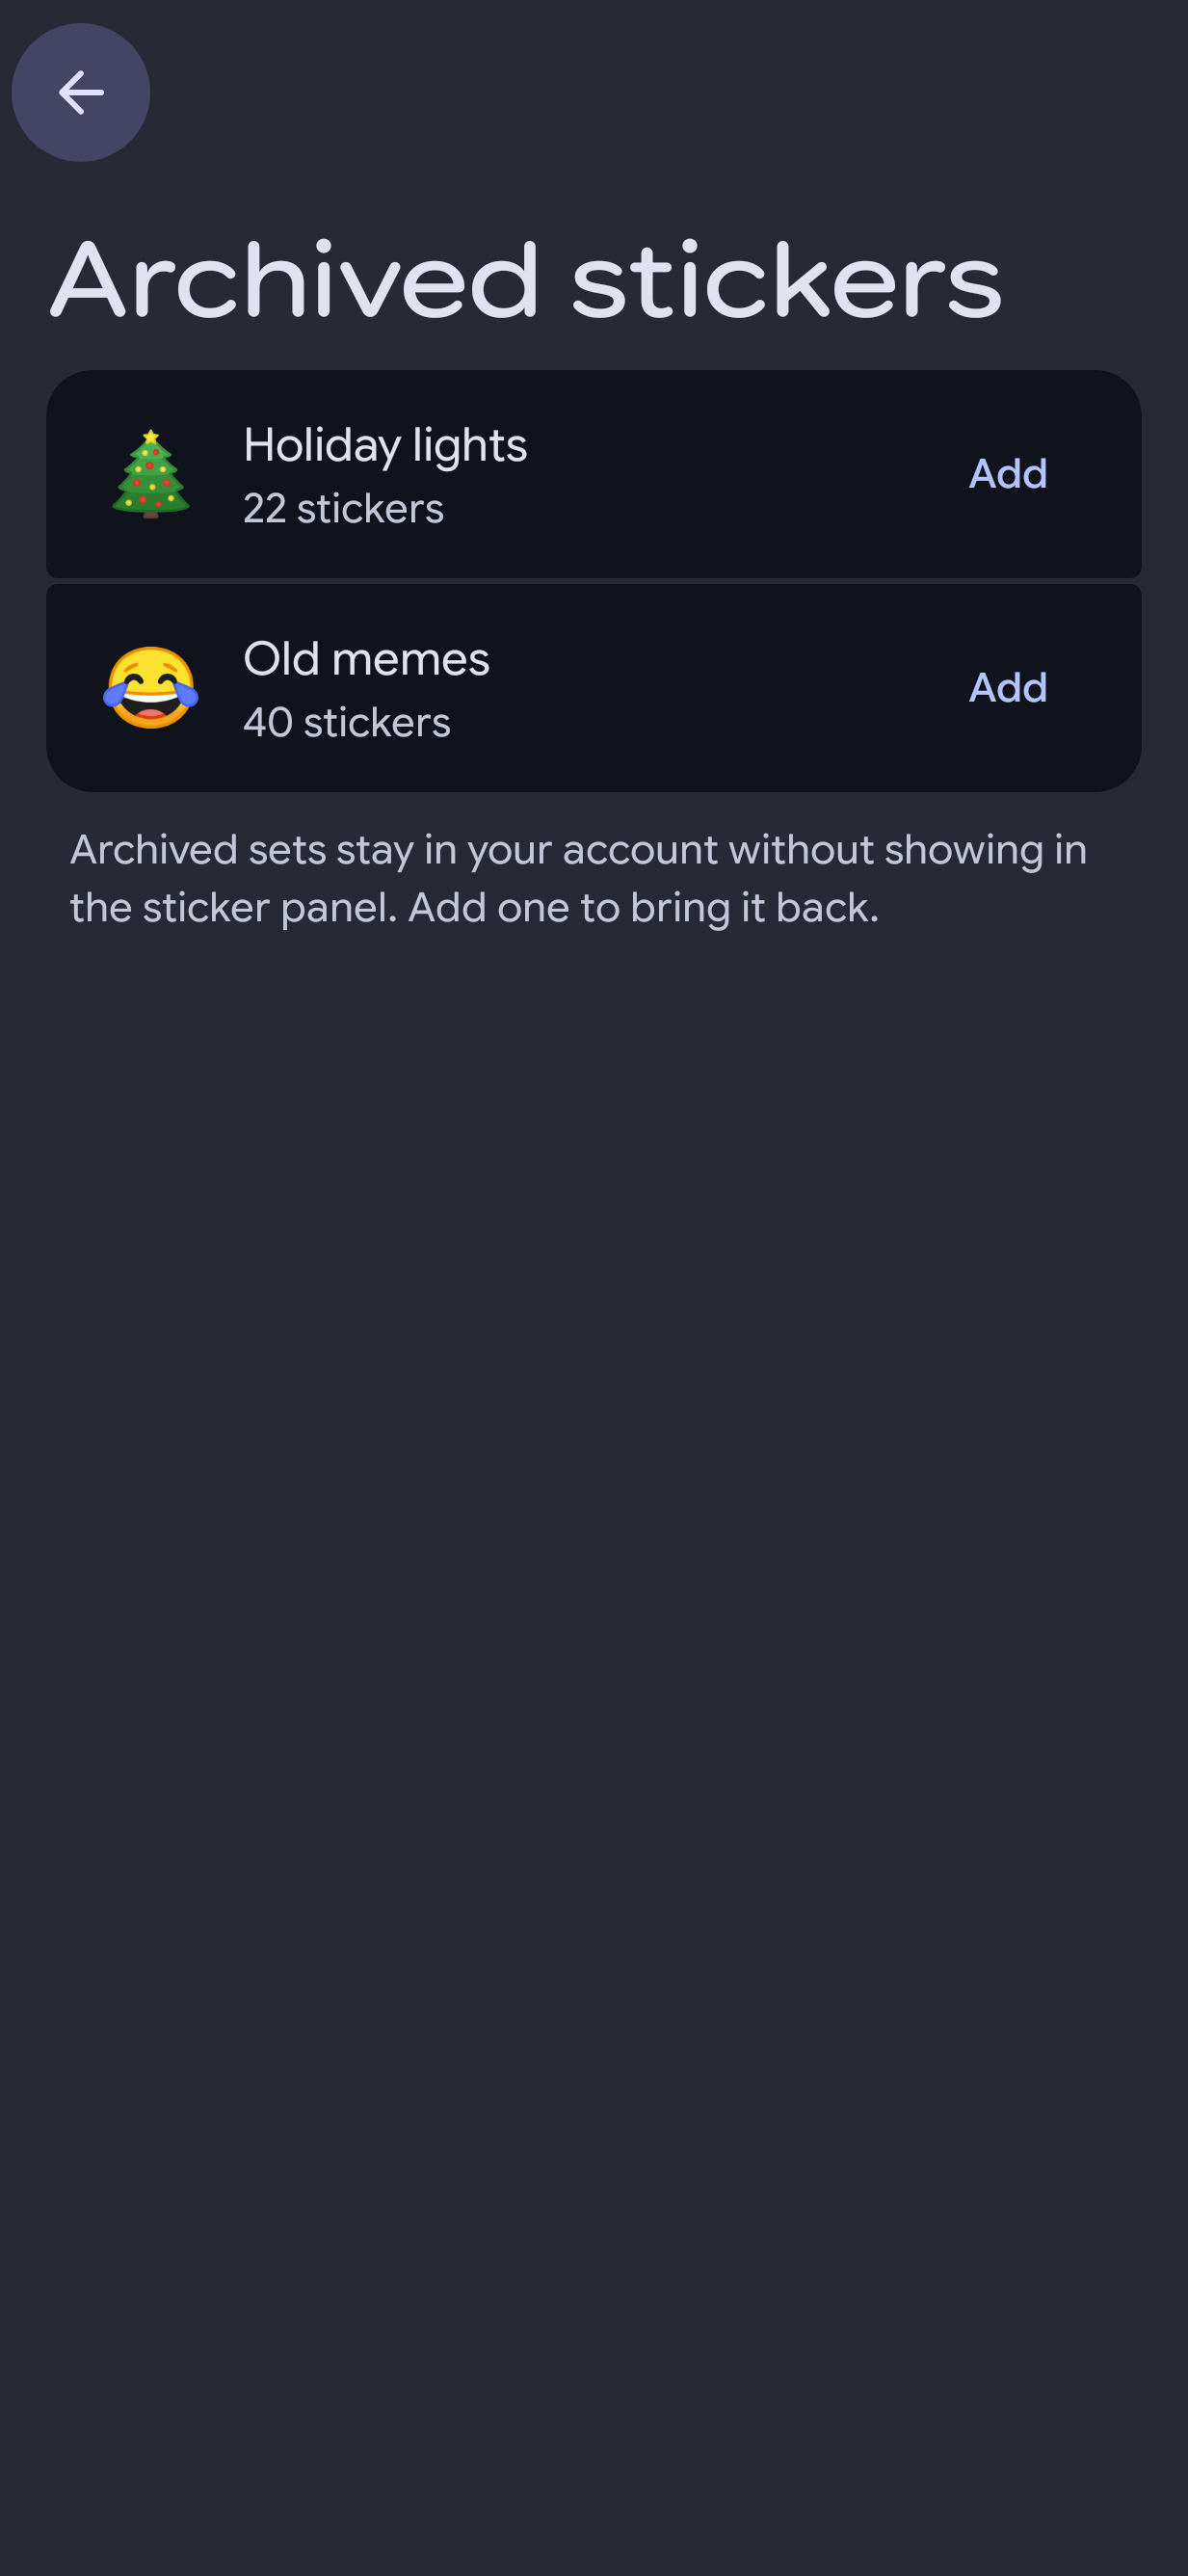 Archived stickers
Holiday lights
22 stickers
Add
Old memes
40 stickers
Add
Archived sets stay in your account without showing in
the sticker panel. Add one to bring it back.